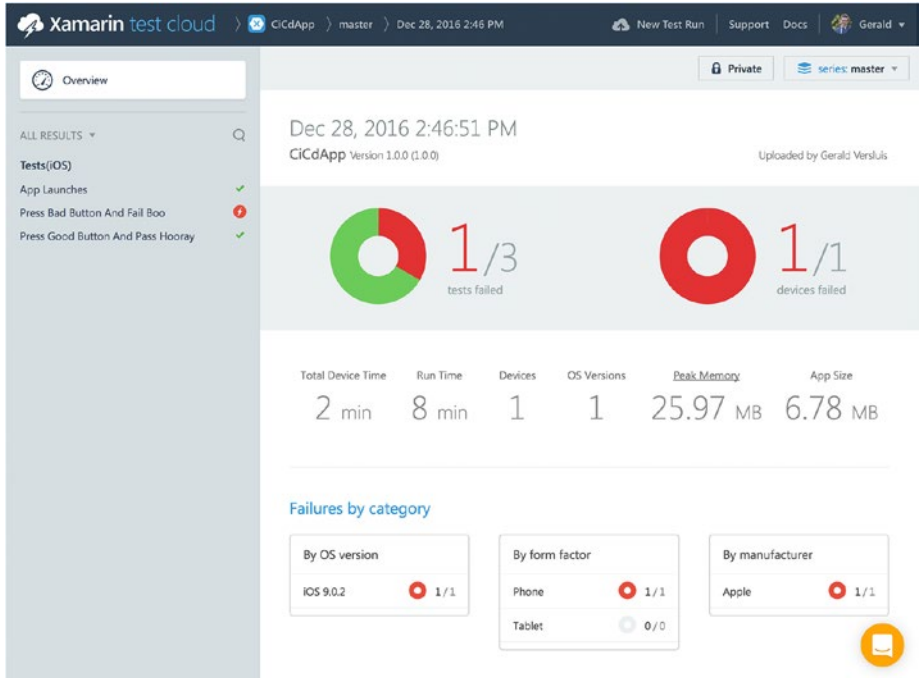 Xamarin test cloud CiCdApp master Dec 28, 2016 2:46 PM New Test Run Support Docs Gerald
Overview
Private series: master
ALL RESULTS
Tests(iOS)
App Launches
Press Bad Button And Fail Boo
Press Good Button And Pass Hooray
Dec 28, 2016 2:46:51 PM
CiCdApp Version 1.0.0 (1.0.0) Uploaded by Gerald Versluis
1/3
tests failed
1/1
devices failed
Total Device Time Run Time Devices OS Versions Peak Memory App Size
2 min 8 min 1 1 25.97 MB 6.78 MB
Failures by category
By OS version
iOS 9.0.2 1/1
By form factor
Phone 1/1
Tablet 0/0
By manufacturer
Apple 1/1